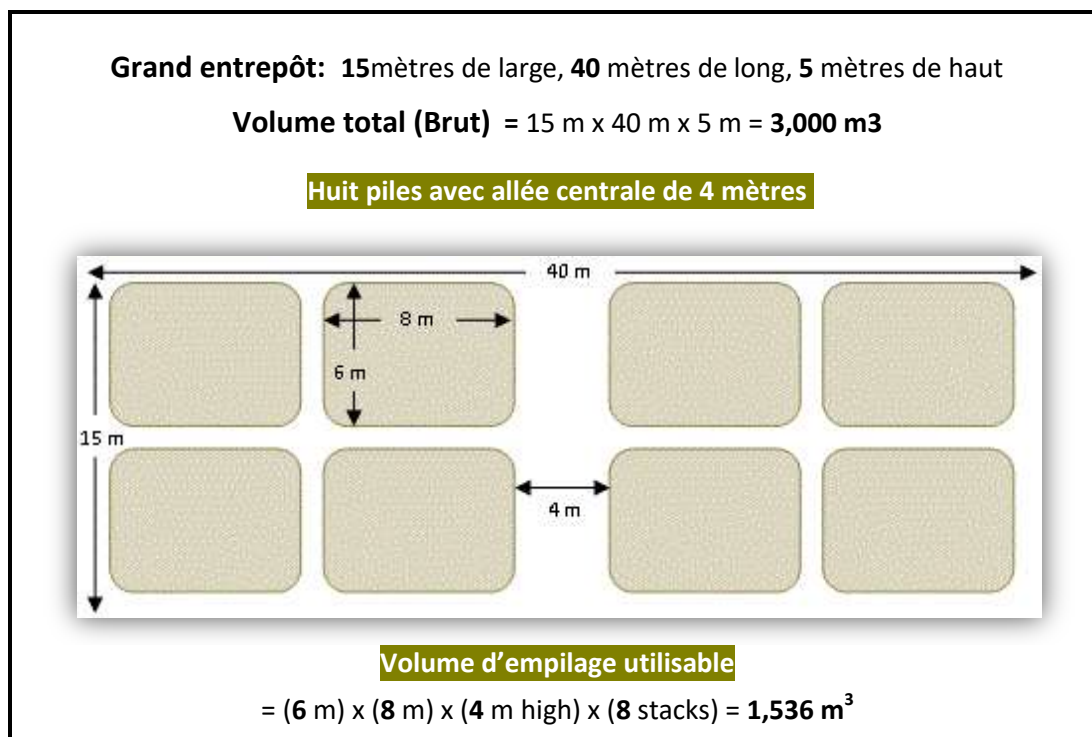 Grand entrepôt: 15mètres de large, 40 mètres de long, 5 mètres de haut
Volume total (Brut) = 15 m x 40 m x 5 m = 3,000 m3
Huit piles avec allée centrale de 4 mètres
40 m
8 m
6 m
15 m
4 m
Volume d’empilage utilisable
= (6 m) x (8 m) x (4 m high) x (8 stacks) = 1,536 m³